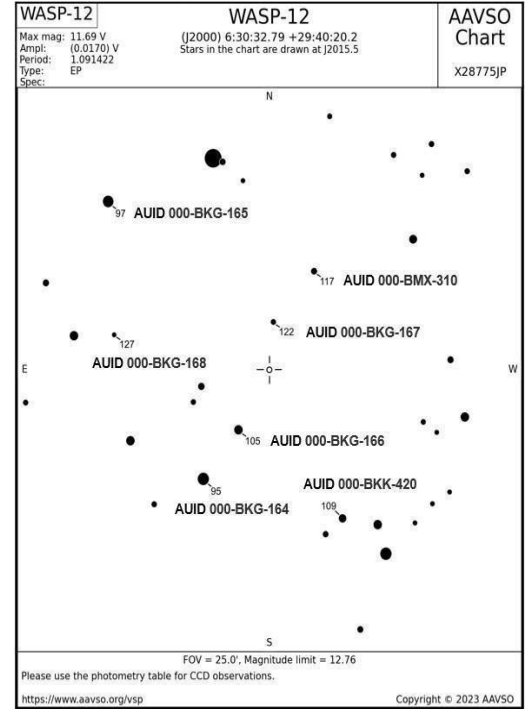 WASP-12
Max mag: 11.69 V
Ampl: (0.0170) V
Period: 1.091422
Type: EP
Spec:
WASP-12
(J2000) 6:30:32.79 +29:40:20.2
Stars in the chart are drawn at J2015.5
AAVSO
Chart
X28775JP
N
97 AUID 000-BKG-165
117 AUID 000-BMX-310
122 AUID 000-BKG-167
127
AUID 000-BKG-168
E
W
105 AUID 000-BKG-166
95
AUID 000-BKG-164
AUID 000-BKK-420
109
S
FOV = 25.0', Magnitude limit = 12.76
Please use the photometry table for CCD observations.
https://www.aavso.org/vsp
Copyright © 2023 AAVSO